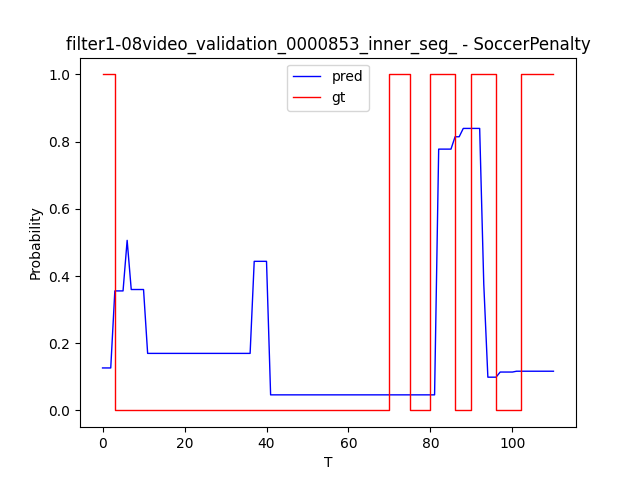 filter1-08video_validation_0000853_inner_seg_ - SoccerPenalty
pred
gt
1.0
0.8
0.6
0.4
0.2
0.0
Probability
0
20
40
60
80
100
T